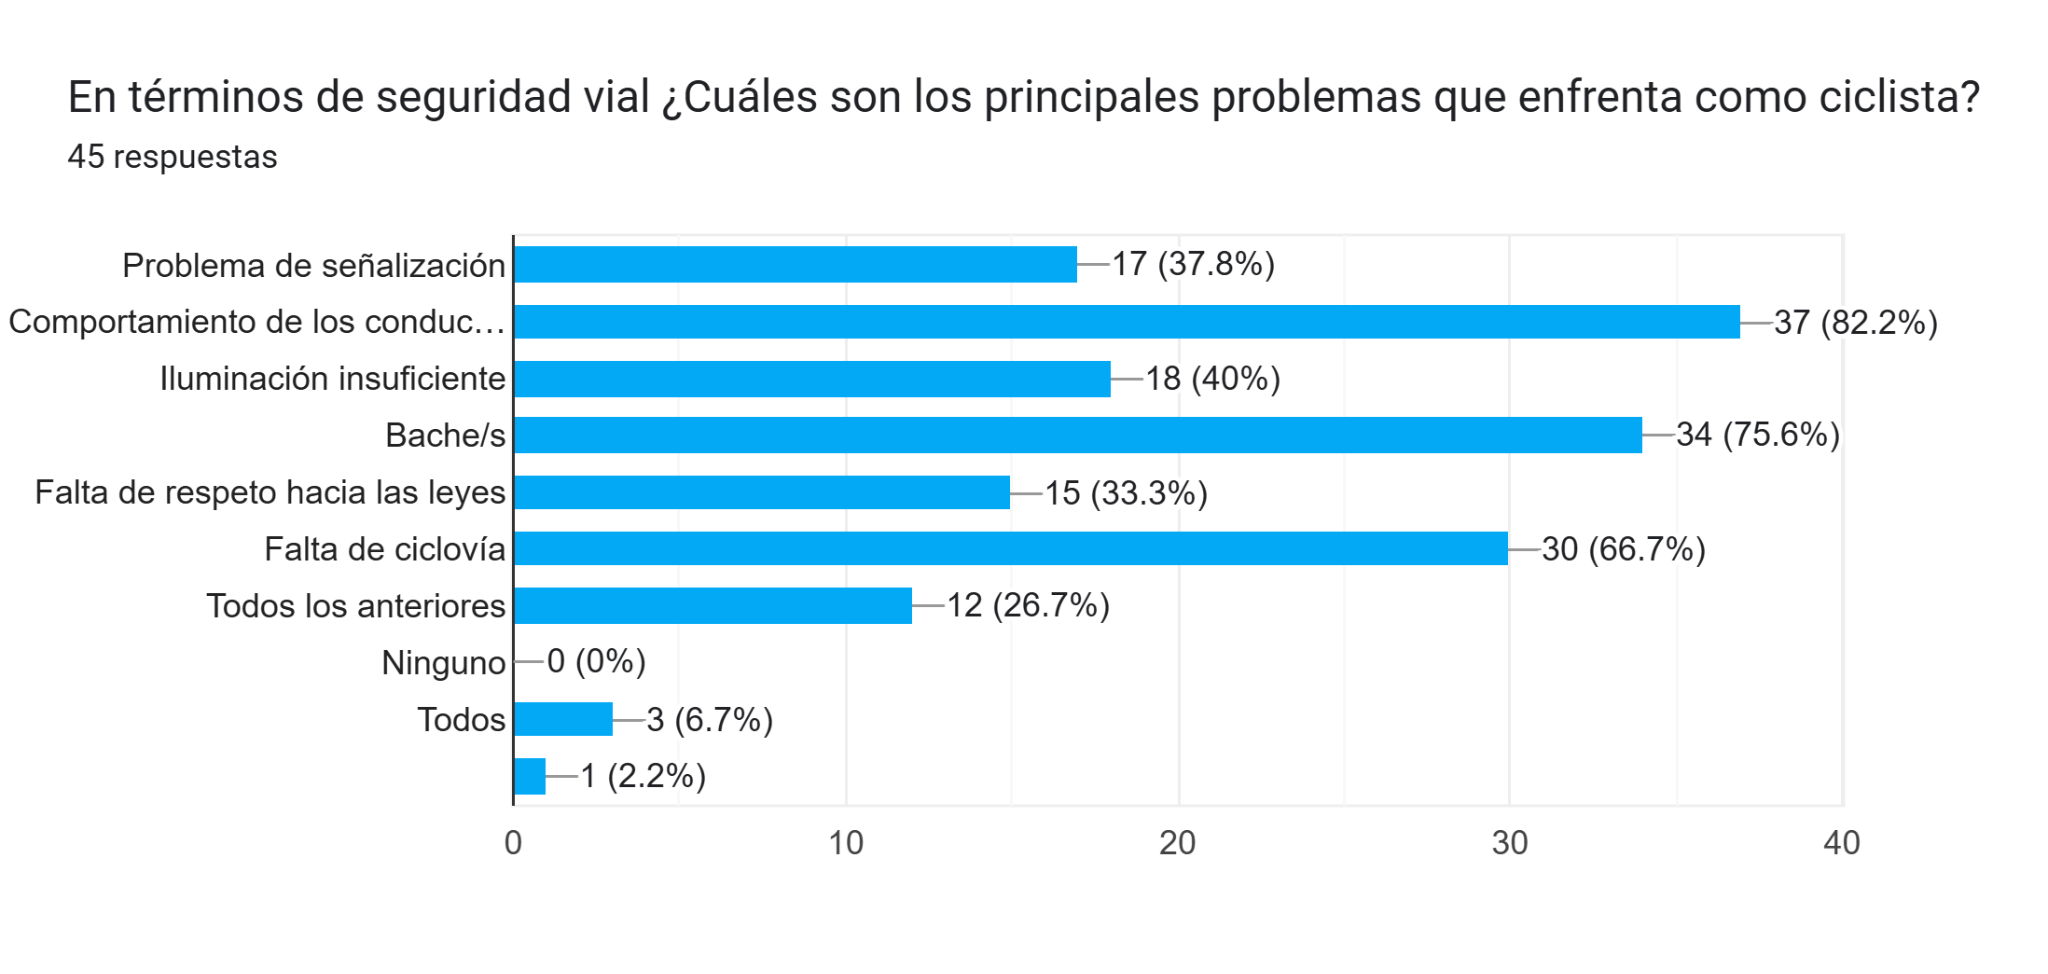 En términos de seguridad vial ¿Cuáles son los principales problemas que enfrenta como ciclista?
45 respuestas
Problema de señalización 17 (37.8%)
Comportamiento de los conduc… 37 (82.2%)
Iluminación insuficiente 18 (40%)
Bache/s 34 (75.6%)
Falta de respeto hacia las leyes 15 (33.3%)
Falta de ciclovía 30 (66.7%)
Todos los anteriores 12 (26.7%)
Ninguno 0 (0%)
Todos 3 (6.7%)
1 (2.2%)
0 10 20 30 40